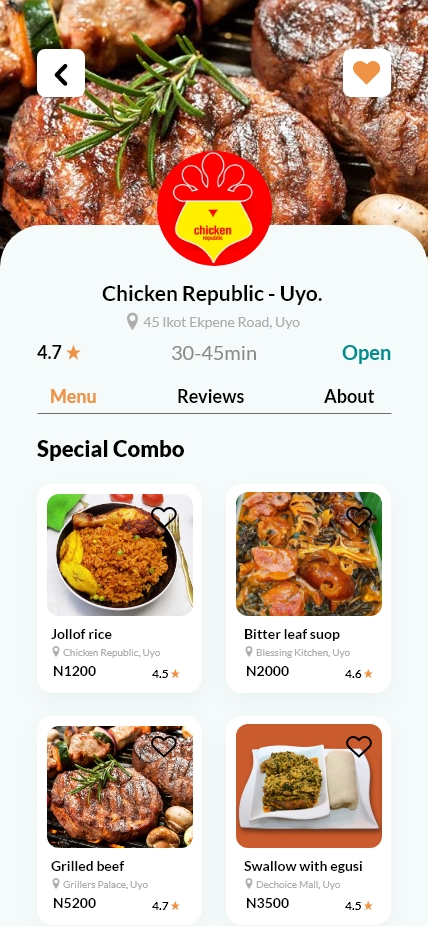 chicken
republic
Chicken Republic - Uyo.
45 Ikot Ekpene Road, Uyo
4.7 30-45min Open
Menu Reviews About
Special Combo
Jollof rice
Chicken Republic, Uyo
N1200 4.5
Bitter leaf suop
Blessing Kitchen, Uyo
N2000 4.6
Grilled beef
Grillers Palace, Uyo
N5200 4.7
Swallow with egusi
Dechoice Mall, Uyo
N3500 4.5